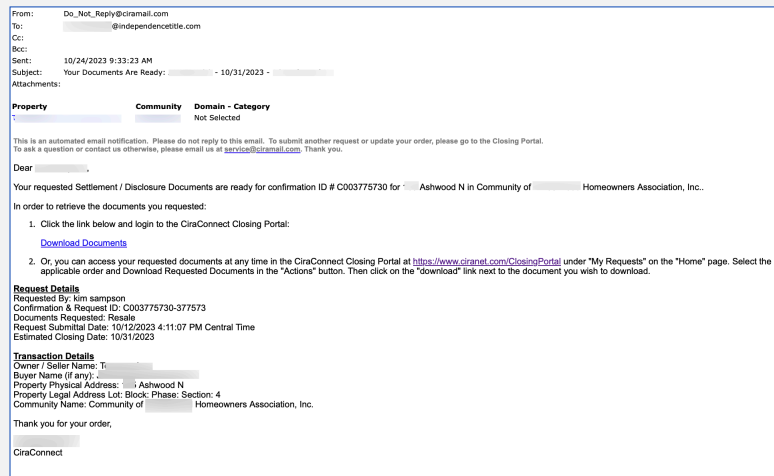 From: Do_Not_Reply@ciramail.com
To: @independencetitle.com
Cc:
Bcc:
Sent: 10/24/2023 9:33:23 AM
Subject: Your Documents Are Ready: - 10/31/2023 -
Attachments:
Property Community Domain - Category
Not Selected
This is an automated email notification. Please do not reply to this email. To submit another request or update your order, please go to the Closing Portal.
To ask a question or contact us otherwise, please email us at service@ciramail.com. Thank you.
Dear ,
Your requested Settlement / Disclosure Documents are ready for confirmation ID # C003775730 for Ashwood N in Community of Homeowners Association, Inc..
In order to retrieve the documents you requested:
1. Click the link below and login to the CiraConnect Closing Portal:
Download Documents
2. Or, you can access your requested documents at any time in the CiraConnect Closing Portal at https://www.ciranet.com/ClosingPortal under "My Requests" on the "Home" page. Select the
applicable order and Download Requested Documents in the "Actions" button. Then click on the "download" link next to the document you wish to download.
Request Details
Requested By: kim sampson
Confirmation & Request ID: C003775730-377573
Documents Requested: Resale
Request Submittal Date: 10/12/2023 4:11:07 PM Central Time
Estimated Closing Date: 10/31/2023
Transaction Details
Owner / Seller Name:
Buyer Name (if any):
Property Physical Address: Ashwood N
Property Legal Address Lot: Block: Phase: Section: 4
Community Name: Community of Homeowners Association, Inc.
Thank you for your order,
CiraConnect